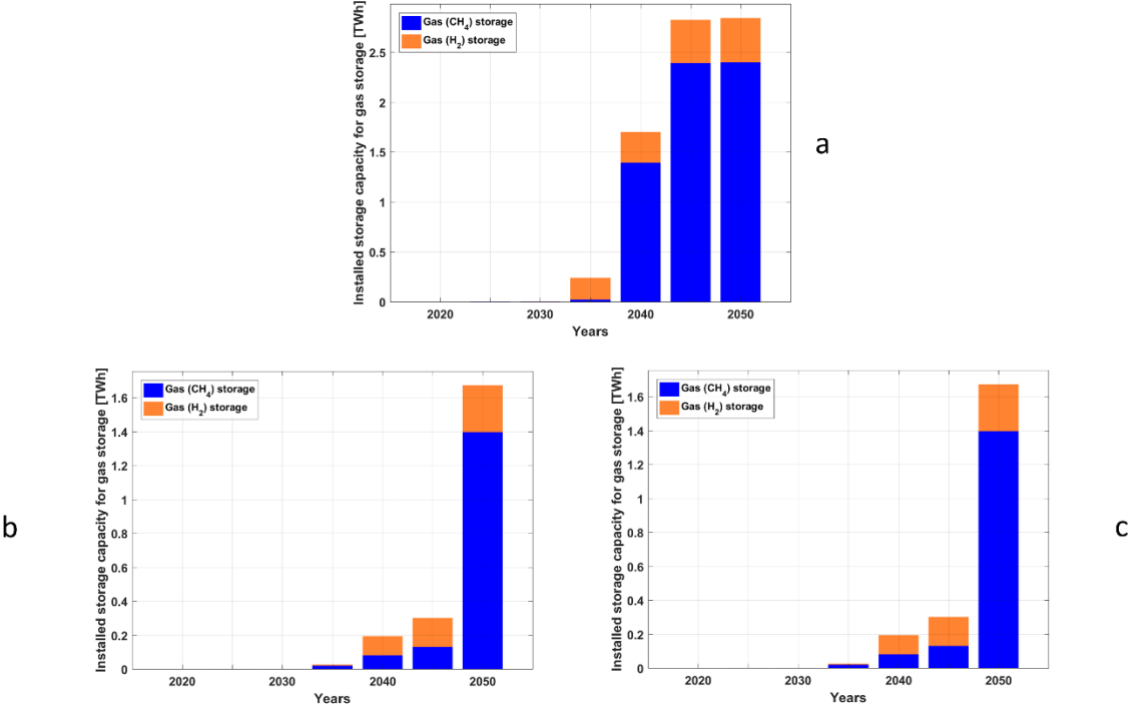 Installed storage capacity for gas storage [TWh]
Gas (CH4) storage
Gas (H2) storage
2.5
2
1.5
1
0.5
0
2020 2030 2040 2050
Years
a
Installed storage capacity for gas storage [TWh]
Gas (CH4) storage
Gas (H2) storage
1.6
1.4
1.2
1
0.8
0.6
0.4
0.2
0
2020 2030 2040 2050
Years
b
Installed storage capacity for gas storage [TWh]
Gas (CH4) storage
Gas (H2) storage
1.6
1.4
1.2
1
0.8
0.6
0.4
0.2
0
2020 2030 2040 2050
Years
c